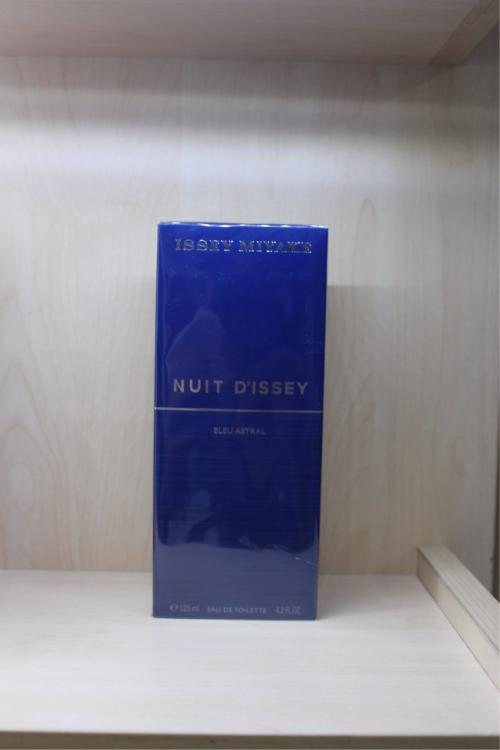 ISSEY MIYAKE
NUIT D'ISSEY
BLEU ASTRAL
℮ 125 ml EAU DE TOILETTE 4.2 FL.OZ